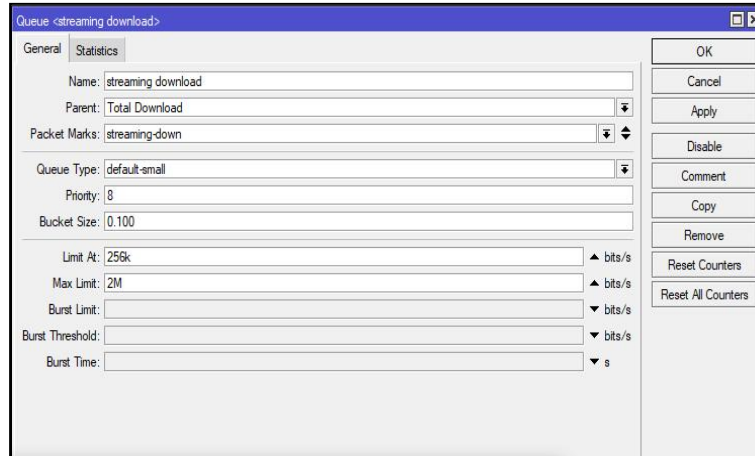 Queue <streaming download>
General Statistics
Name: streaming download
Parent: Total Download
Packet Marks: streaming-down
Queue Type: default-small
Priority: 8
Bucket Size: 0.100
Limit At: 256k bits/s
Max Limit: 2M bits/s
Burst Limit: bits/s
Burst Threshold: bits/s
Burst Time: s
OK
Cancel
Apply
Disable
Comment
Copy
Remove
Reset Counters
Reset All Counters